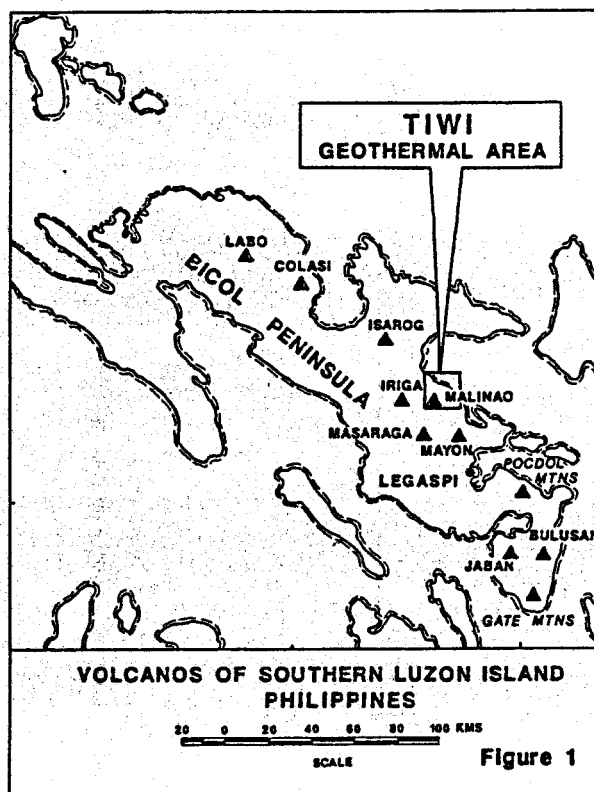 TIWI
GEOTHERMAL AREA
LABO
COLASI
BICOL
PENINSULA
ISAROG
IRIGA
MALINAO
MASARAGA
MAYON
LEGASPI
POCDOL
MTNS
BULUSAN
JABAN
GATE MTNS
VOLCANOS OF SOUTHERN LUZON ISLAND
PHILIPPINES
20 0 20 40 60 80 100 KMS
SCALE
Figure 1